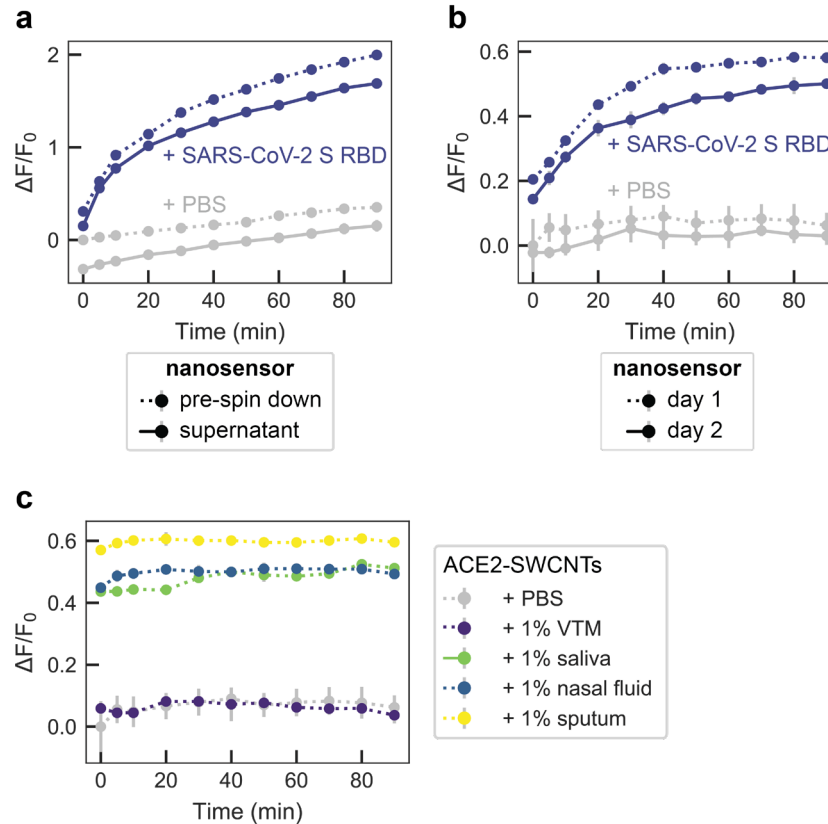 a
2
1
0
ΔF/F0
+ SARS-CoV-2 S RBD
+ PBS
0 20 40 60 80
Time (min)
nanosensor
pre-spin down
supernatant
b
0.6
0.4
0.2
0.0
ΔF/F0
+ SARS-CoV-2 S RBD
+ PBS
0 20 40 60 80
Time (min)
nanosensor
day 1
day 2
c
0.6
0.4
0.2
0.0
ΔF/F0
0 20 40 60 80
Time (min)
ACE2-SWCNTs
+ PBS
+ 1% VTM
+ 1% saliva
+ 1% nasal fluid
+ 1% sputum